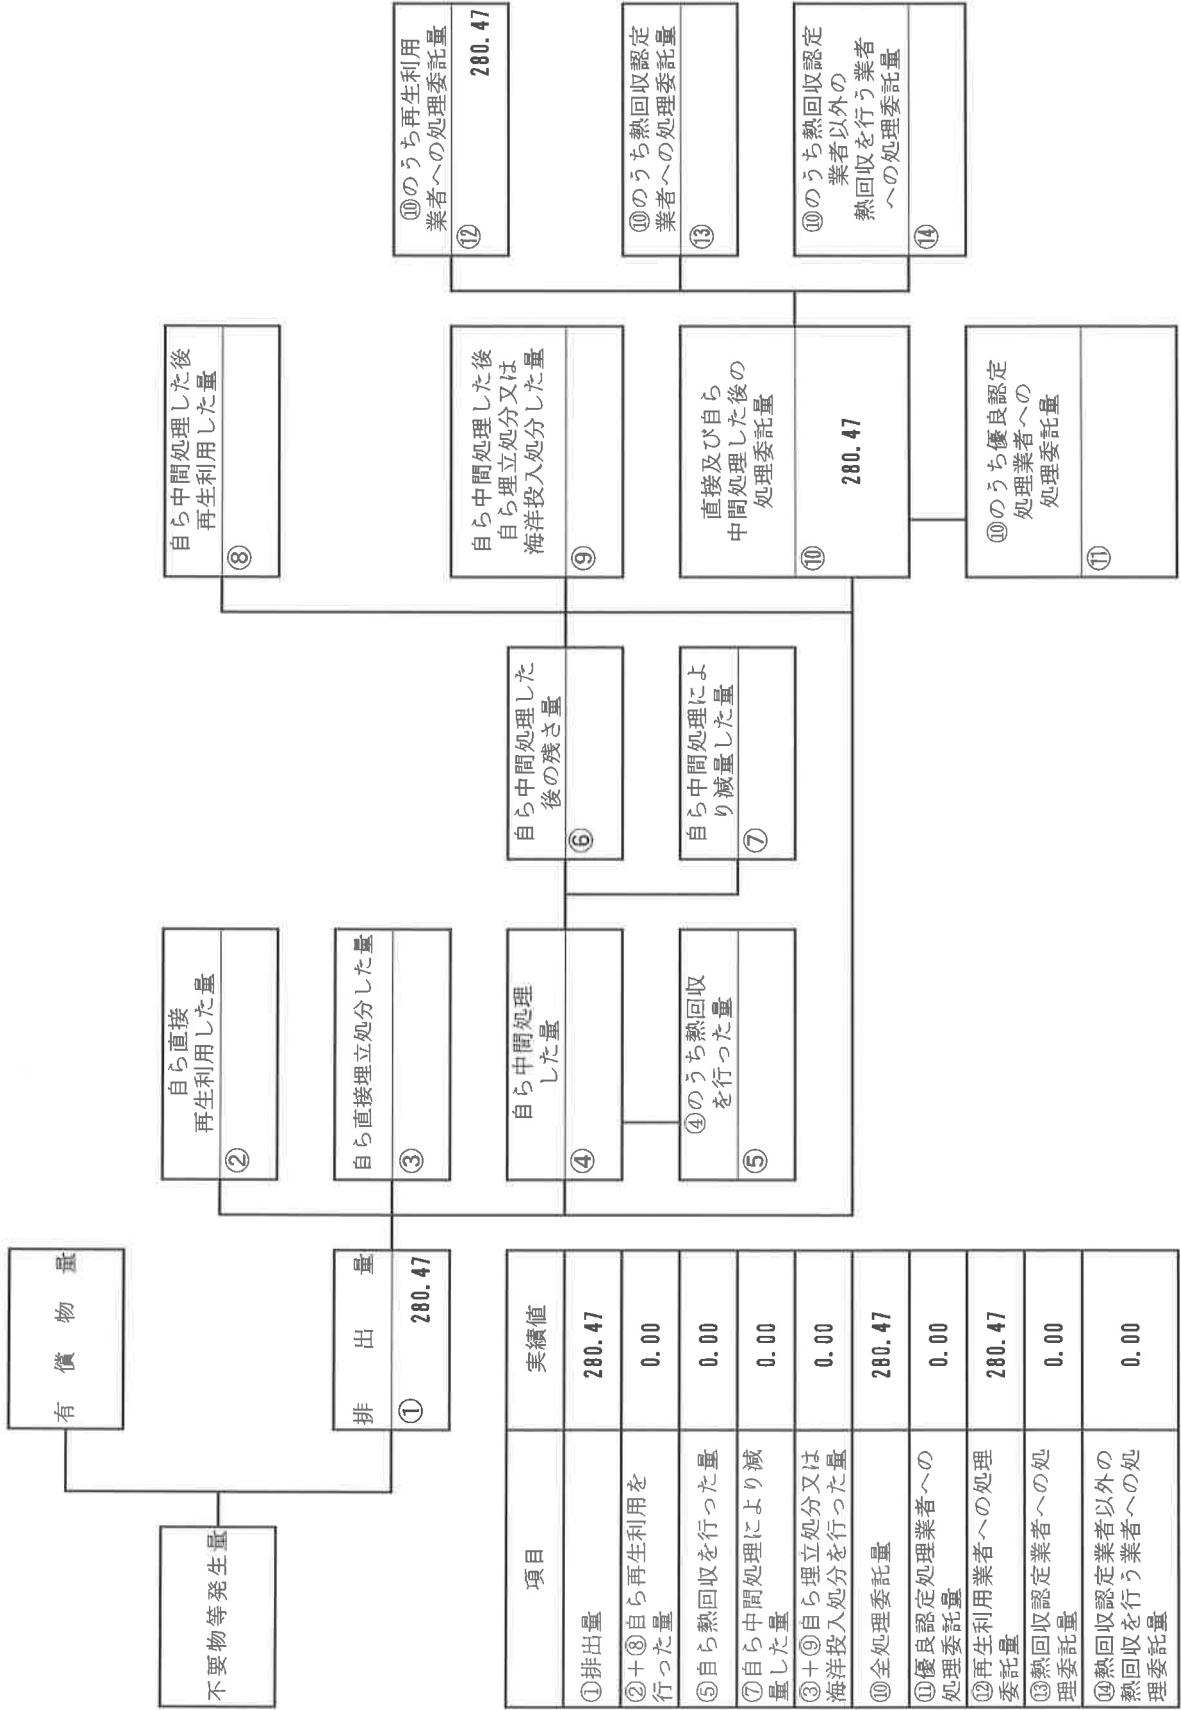 不要物等発生量
有償物量
排出量
①
280.47
自ら直接
再生利用した量
②
自ら直接埋立処分した量
③
自ら中間処理
した量
④
④のうち熱回収
を行った量
⑤
自ら中間処理した
後の残さ量
⑥
自ら中間処理によ
り減量した量
⑦
自ら中間処理した後
再生利用した量
⑧
自ら中間処理した後
自ら埋立処分又は
海洋投入処分した量
⑨
直接及び自ら
中間処理した後の
処理委託量
⑩
280.47
⑩のうち優良認定
処理業者への
処理委託量
⑪
⑩のうち再生利用
業者への処理委託量
⑫
280.47
⑩のうち熱回収認定
業者への処理委託量
⑬
⑩のうち熱回収認定
業者以外の
熱回収を行う業者
への処理委託量
⑭
項目 実績値
①排出量 280.47
②+⑧自ら再生利用を
行った量 0.00
⑤自ら熱回収を行った量 0.00
⑦自ら中間処理により減
量した量 0.00
③+⑨自ら埋立処分又は
海洋投入処分を行った量 0.00
⑩全処理委託量 280.47
⑪優良認定処理業者への
処理委託量 0.00
⑫再生利用業者への処理
委託量 280.47
⑬熱回収認定業者への処
理委託量 0.00
⑭熱回収認定業者以外の
熱回収を行う業者への処
理委託量 0.00